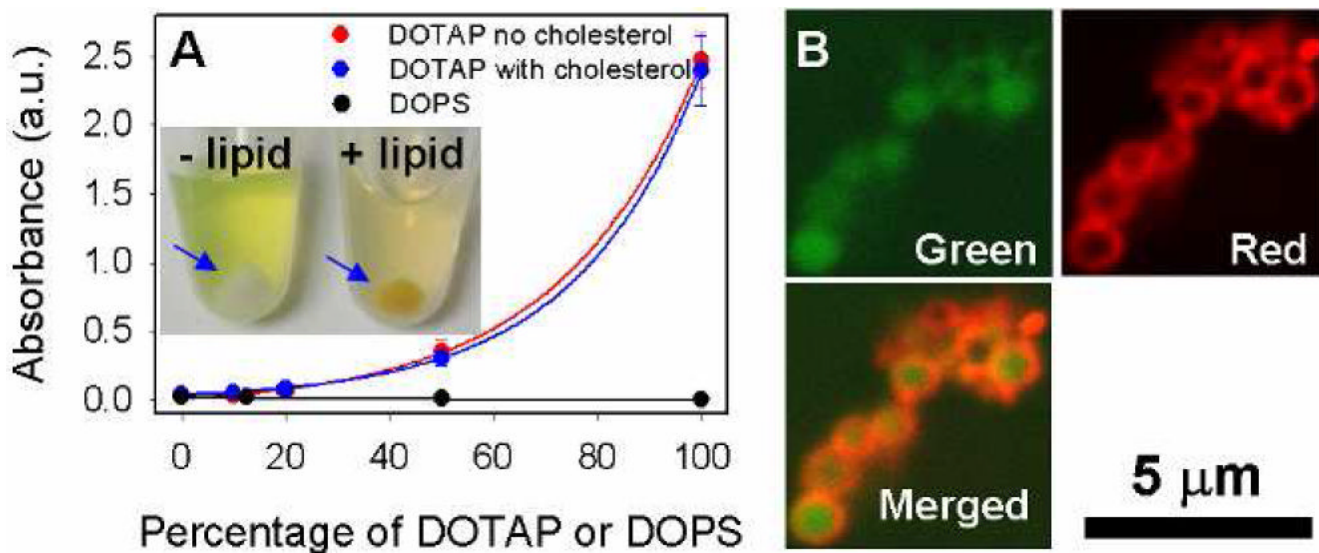 A
DOTAP no cholesterol
DOTAP with cholesterol
DOPS
- lipid + lipid
Absorbance (a.u.)
2.5
2.0
1.5
1.0
0.5
0.0
0 20 40 60 80 100
Percentage of DOTAP or DOPS
B
Green
Red
Merged
5 μm